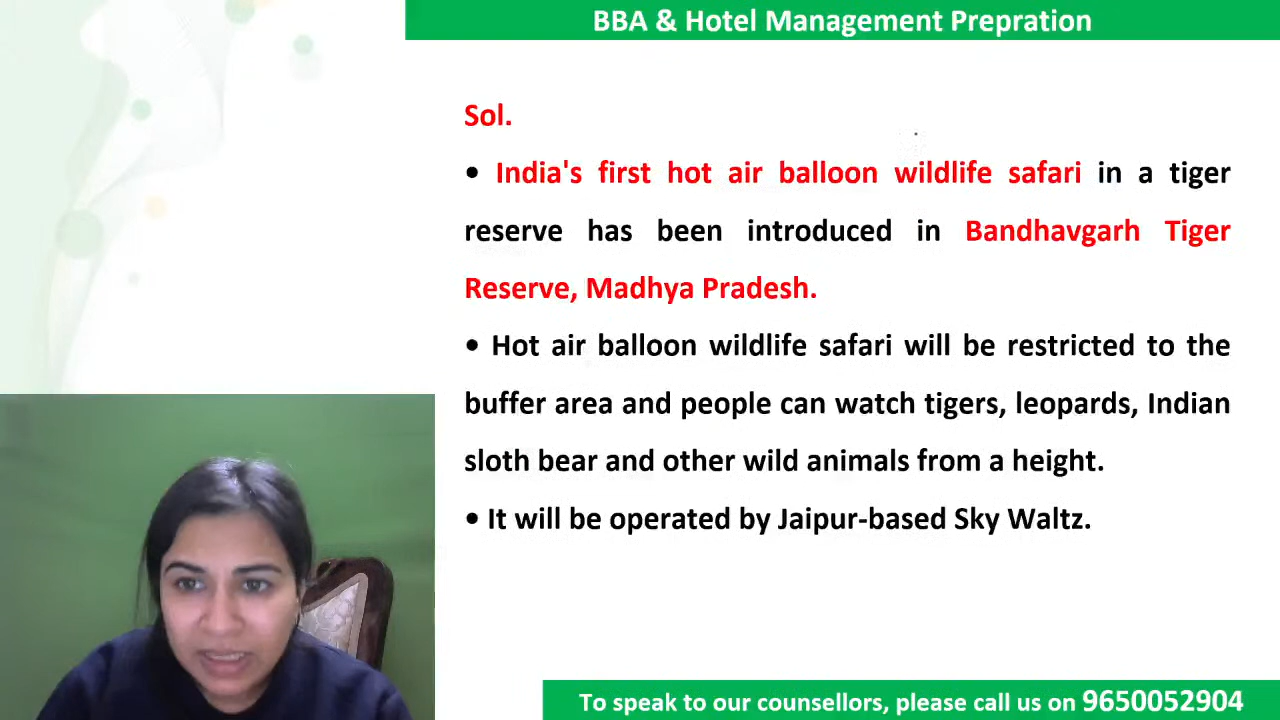 BBA & Hotel Management Prepration
Sol.
• India's first hot air balloon wildlife safari in a tiger
reserve has been introduced in Bandhavgarh Tiger
Reserve, Madhya Pradesh.
• Hot air balloon wildlife safari will be restricted to the
buffer area and people can watch tigers, leopards, Indian
sloth bear and other wild animals from a height.
• It will be operated by Jaipur-based Sky Waltz.
To speak to our counsellors, please call us on 9650052904